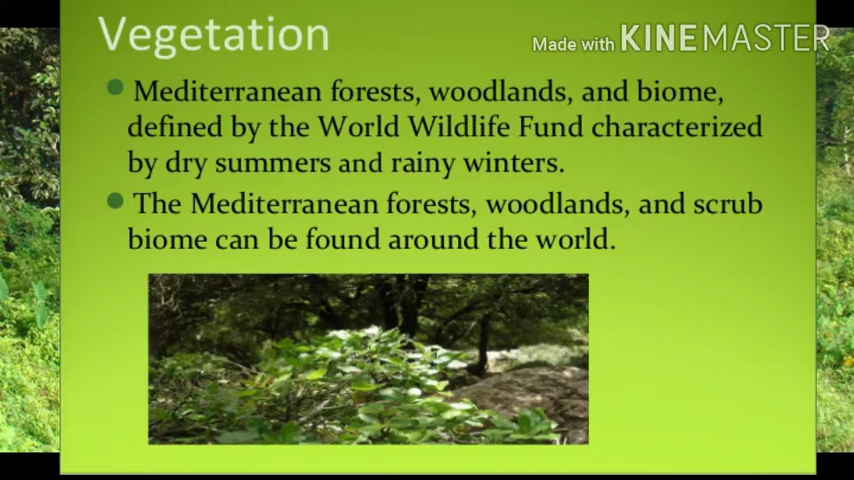 Vegetation
Made with KINEMASTER
Mediterranean forests, woodlands, and biome,
defined by the World Wildlife Fund characterized
by dry summers and rainy winters.
The Mediterranean forests, woodlands, and scrub
biome can be found around the world.